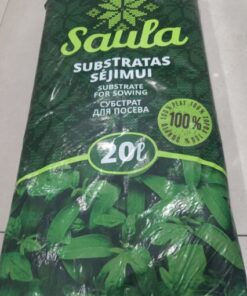 Saula
SUBSTRATAS
SĖJIMUI
SUBSTRATE
FOR SOWING
СУБСТРАТ
ДЛЯ ПОСЕВА
100%
20ℓ